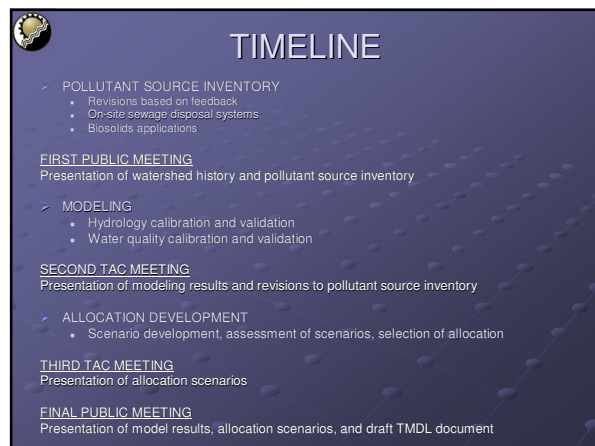 TIMELINE
POLLUTANT SOURCE INVENTORY
Revisions based on feedback
On-site sewage disposal systems
Biosolids applications
FIRST PUBLIC MEETING
Presentation of watershed history and pollutant source inventory
MODELING
Hydrology calibration and validation
Water quality calibration and validation
SECOND TAC MEETING
Presentation of modeling results and revisions to pollutant source inventory
ALLOCATION DEVELOPMENT
Scenario development, assessment of scenarios, selection of allocation
THIRD TAC MEETING
Presentation of allocation scenarios
FINAL PUBLIC MEETING
Presentation of model results, allocation scenarios, and draft TMDL document